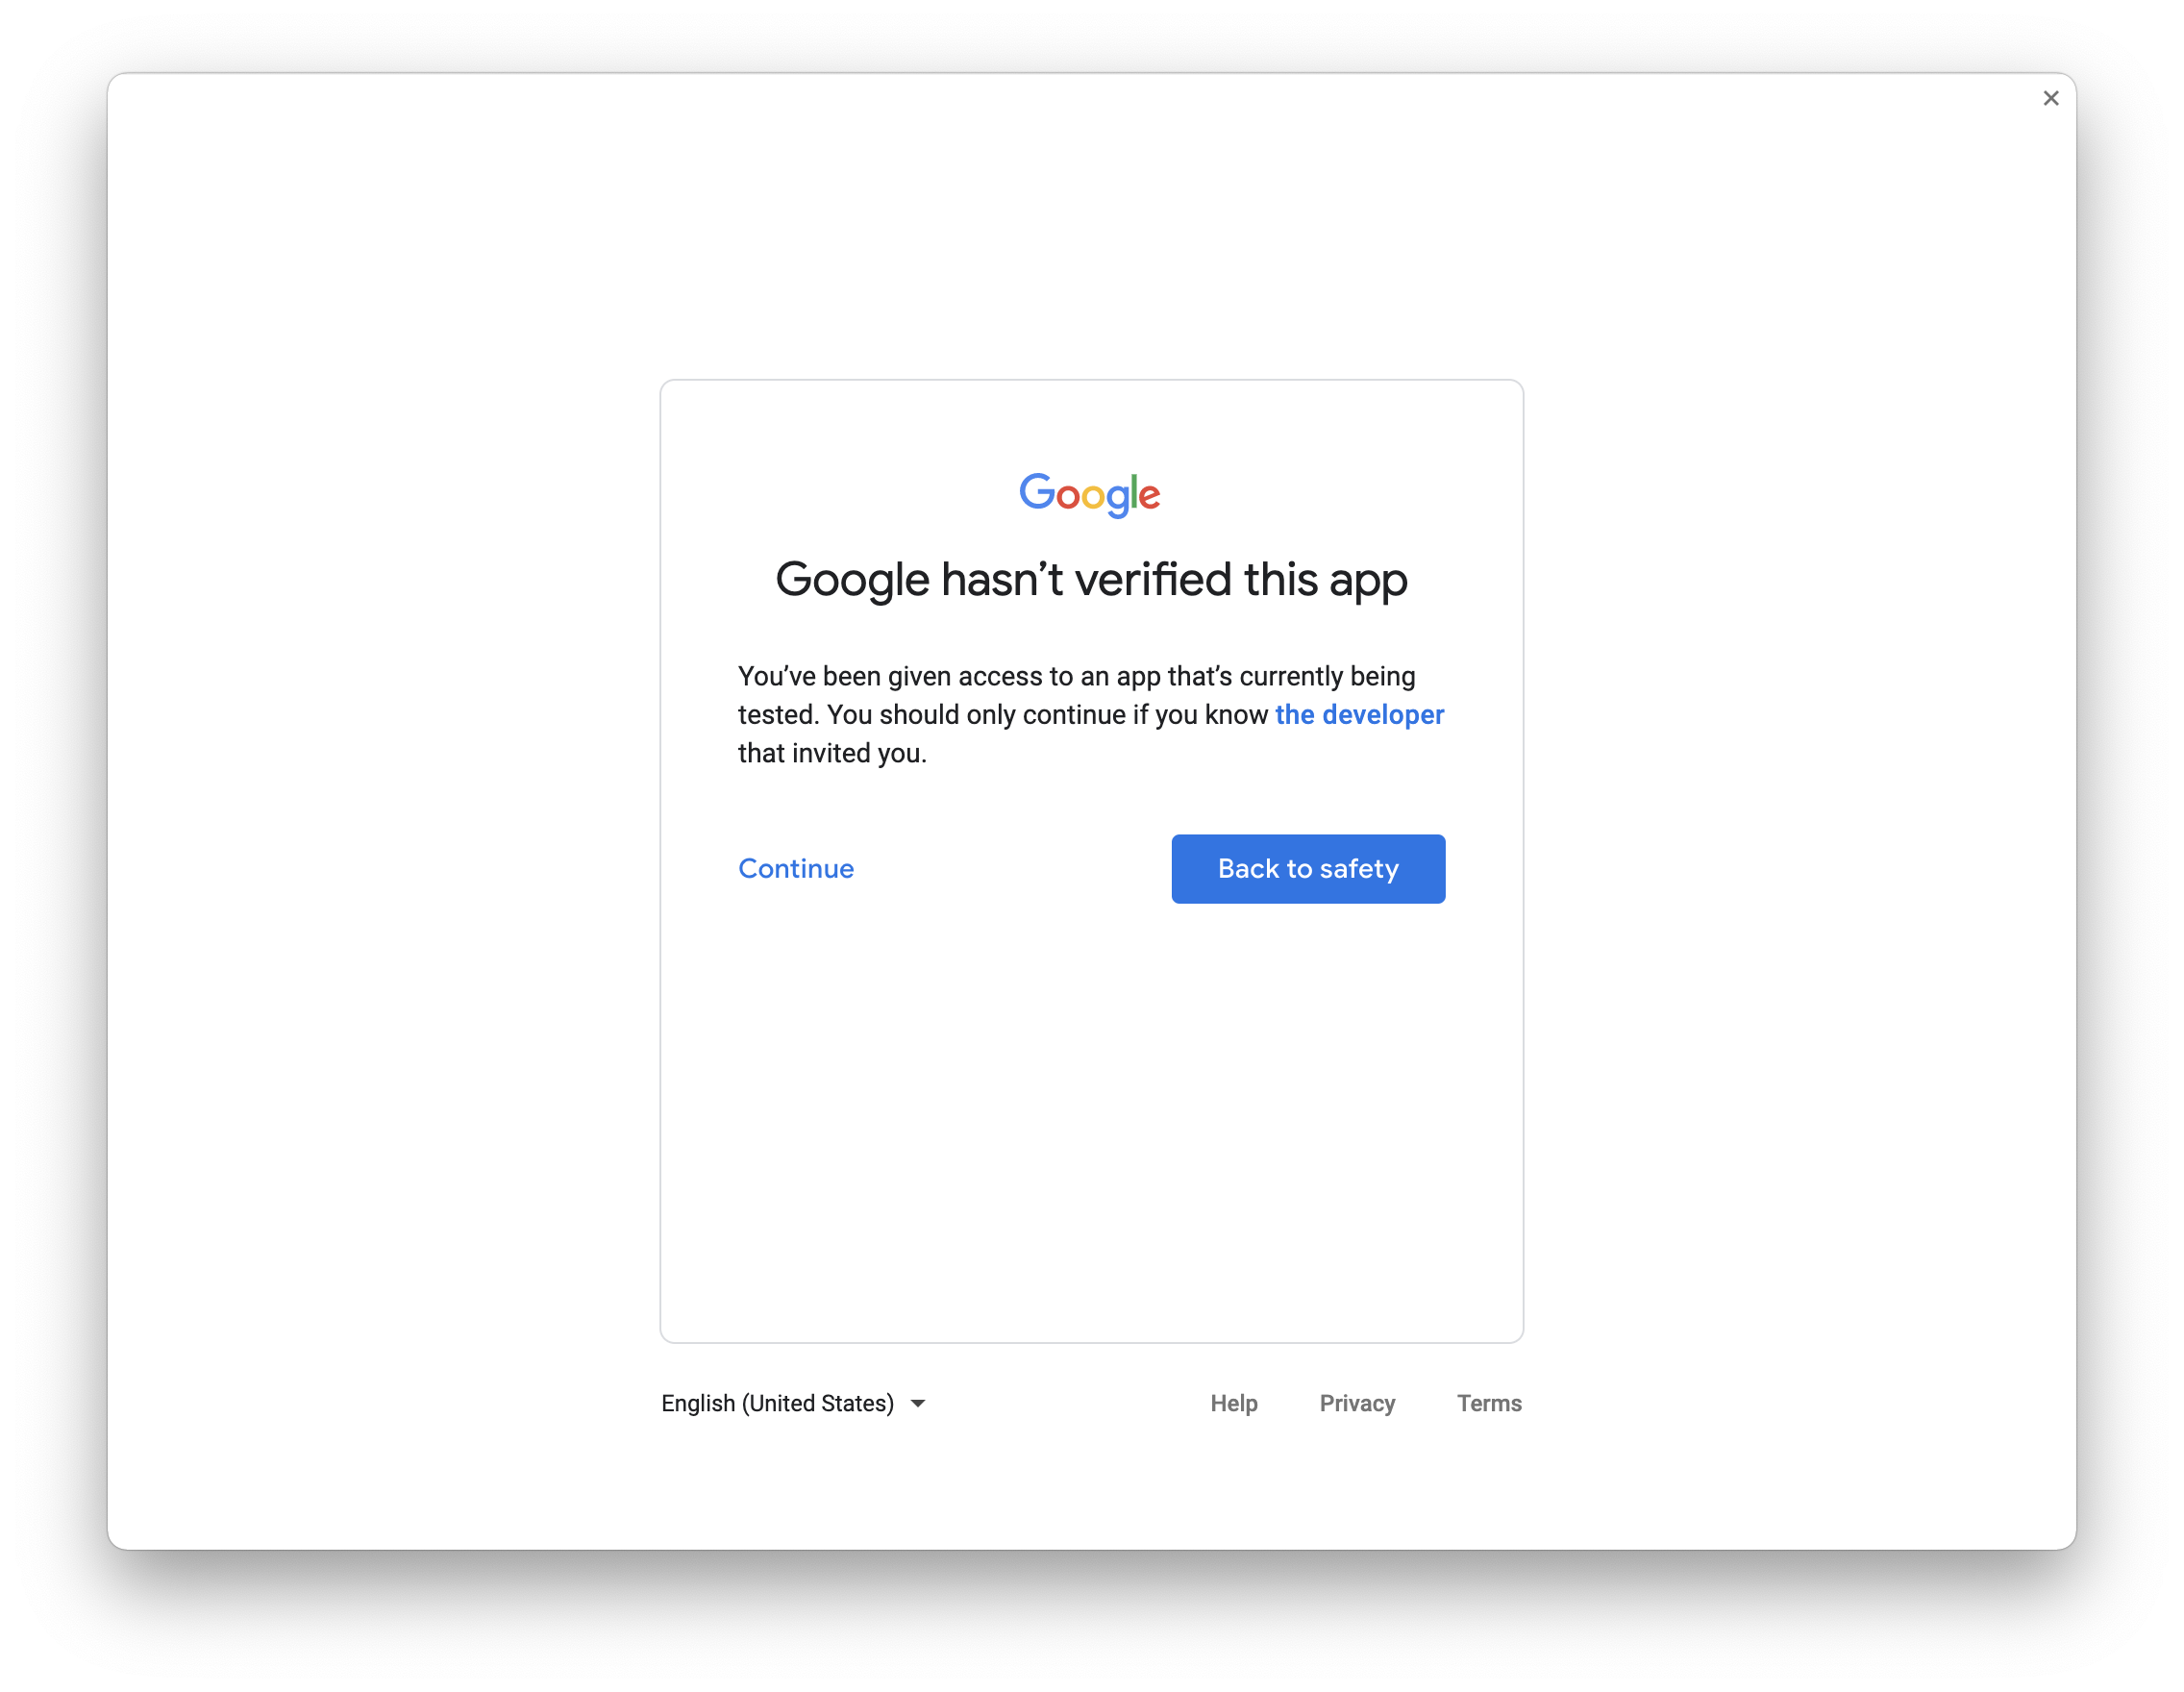 Google
Google hasn’t verified this app
You’ve been given access to an app that’s currently being
tested. You should only continue if you know the developer
that invited you.
Continue
Back to safety
English (United States)
Help
Privacy
Terms